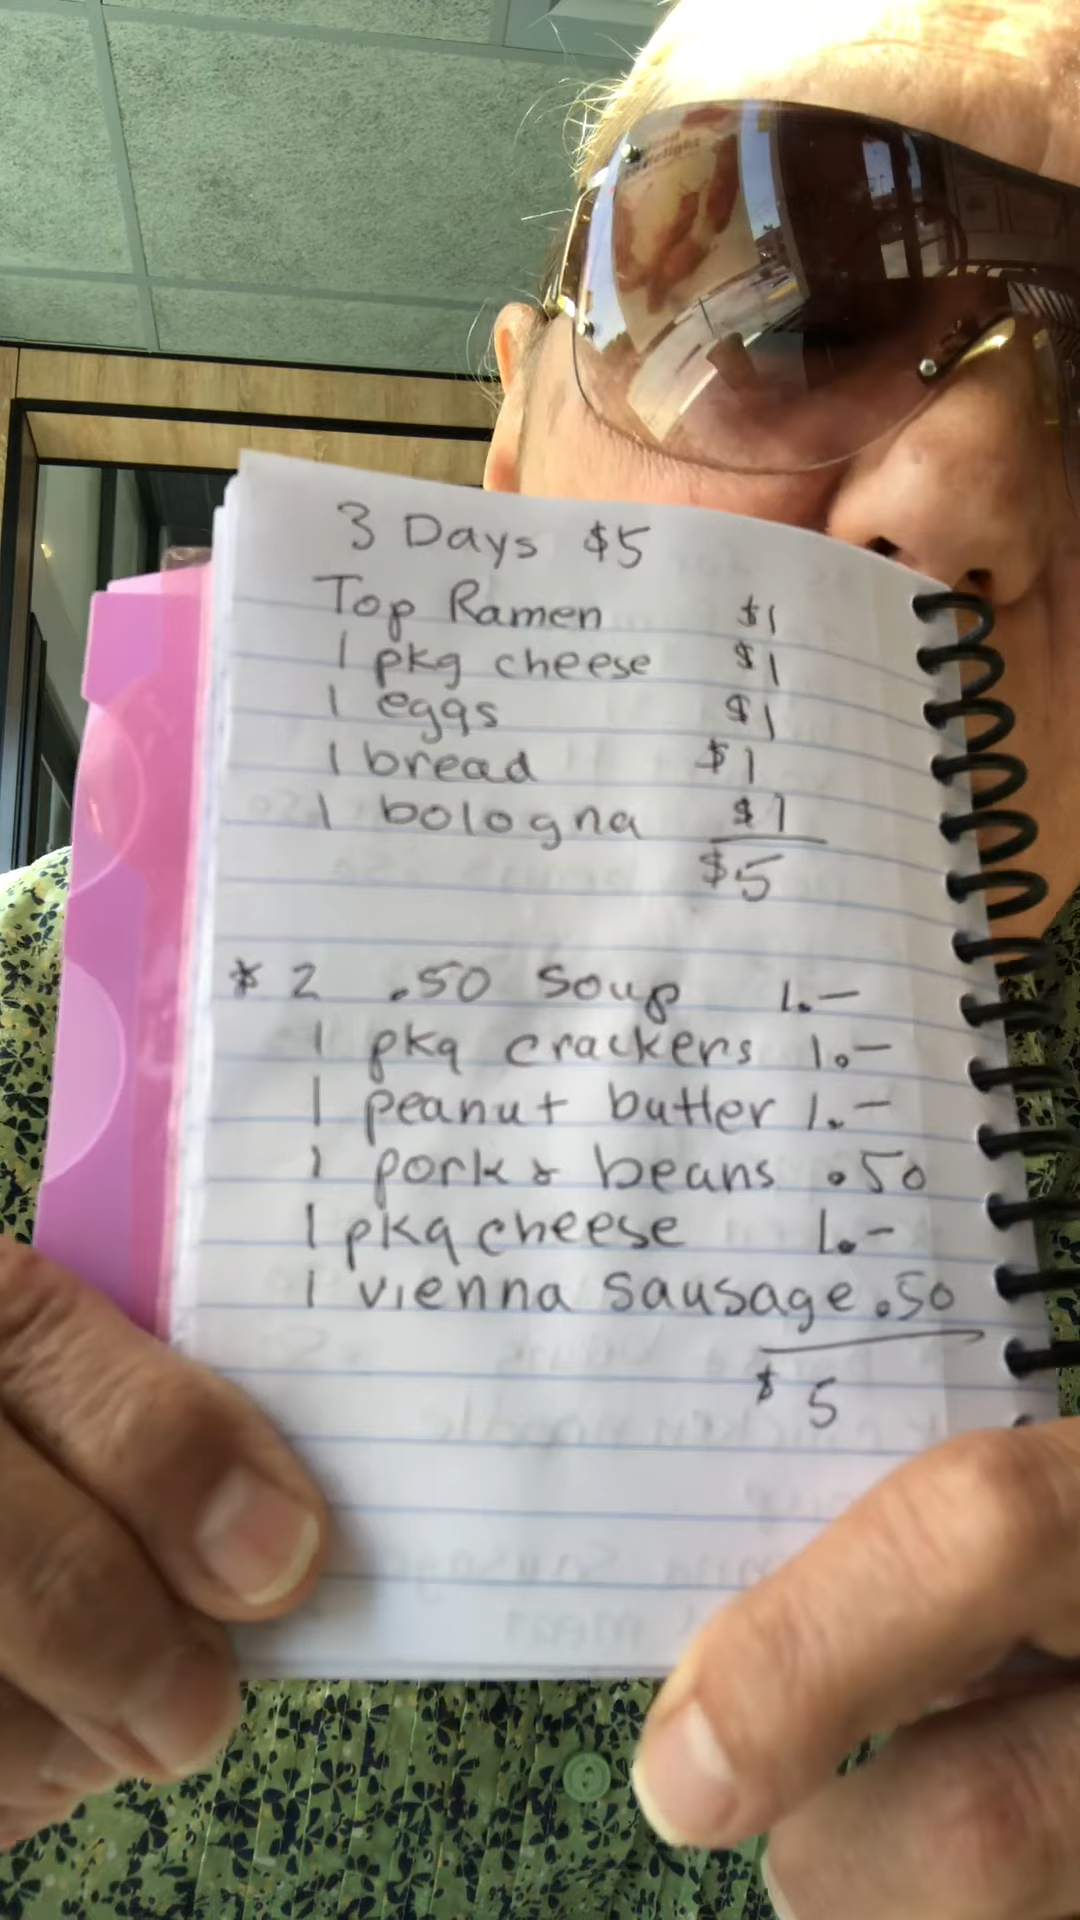 3 Days $5
Top Ramen $1
1 pkg cheese $1
1 eggs $1
1 bread $1
1 bologna $1
$5
* 2 .50 soup 1.—
1 pkg crackers 1.—
1 peanut butter 1.—
1 pork & beans .50
1 pkg cheese 1.—
1 vienna sausage .50
$5